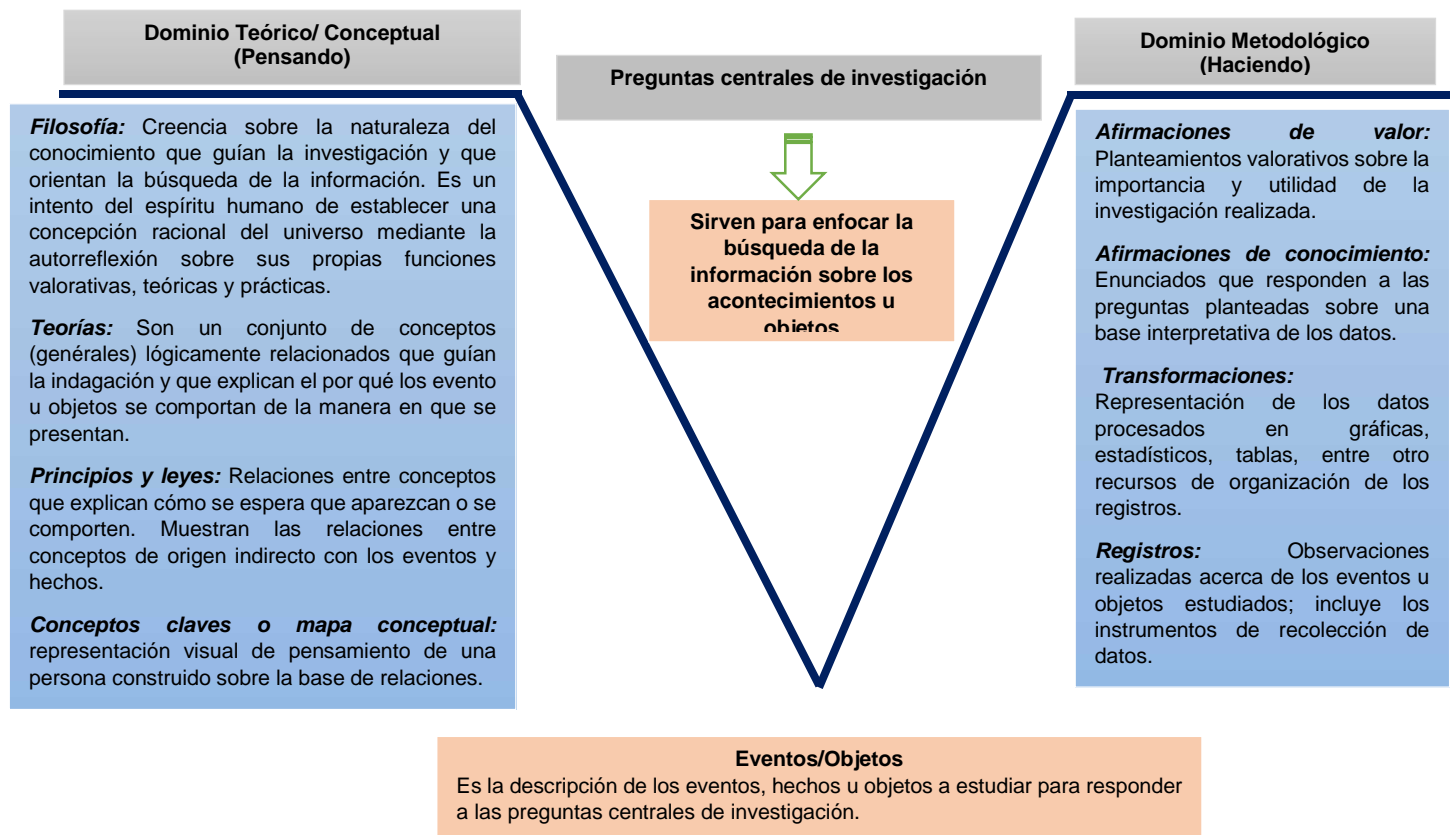 Dominio Teórico/ Conceptual
(Pensando)
Filosofía: Creencia sobre la naturaleza del
conocimiento que guían la investigación y que
orientan la búsqueda de la información. Es un
intento del espíritu humano de establecer una
concepción racional del universo mediante la
autorreflexión sobre sus propias funciones
valorativas, teóricas y prácticas.
Teorías: Son un conjunto de conceptos
(genérales) lógicamente relacionados que guían
la indagación y que explican el por qué los evento
u objetos se comportan de la manera en que se
presentan.
Principios y leyes: Relaciones entre conceptos
que explican cómo se espera que aparezcan o se
comporten. Muestran las relaciones entre
conceptos de origen indirecto con los eventos y
hechos.
Conceptos claves o mapa conceptual:
representación visual de pensamiento de una
persona construido sobre la base de relaciones.
Preguntas centrales de investigación
Sirven para enfocar la
búsqueda de la
información sobre los
acontecimientos u
objetos
Dominio Metodológico
(Haciendo)
Afirmaciones de valor:
Planteamientos valorativos sobre la
importancia y utilidad de la
investigación realizada.
Afirmaciones de conocimiento:
Enunciados que responden a las
preguntas planteadas sobre una
base interpretativa de los datos.
Transformaciones:
Representación de los datos
procesados en gráficas,
estadísticos, tablas, entre otro
recursos de organización de los
registros.
Registros: Observaciones
realizadas acerca de los eventos u
objetos estudiados; incluye los
instrumentos de recolección de
datos.
Eventos/Objetos
Es la descripción de los eventos, hechos u objetos a estudiar para responder
a las preguntas centrales de investigación.